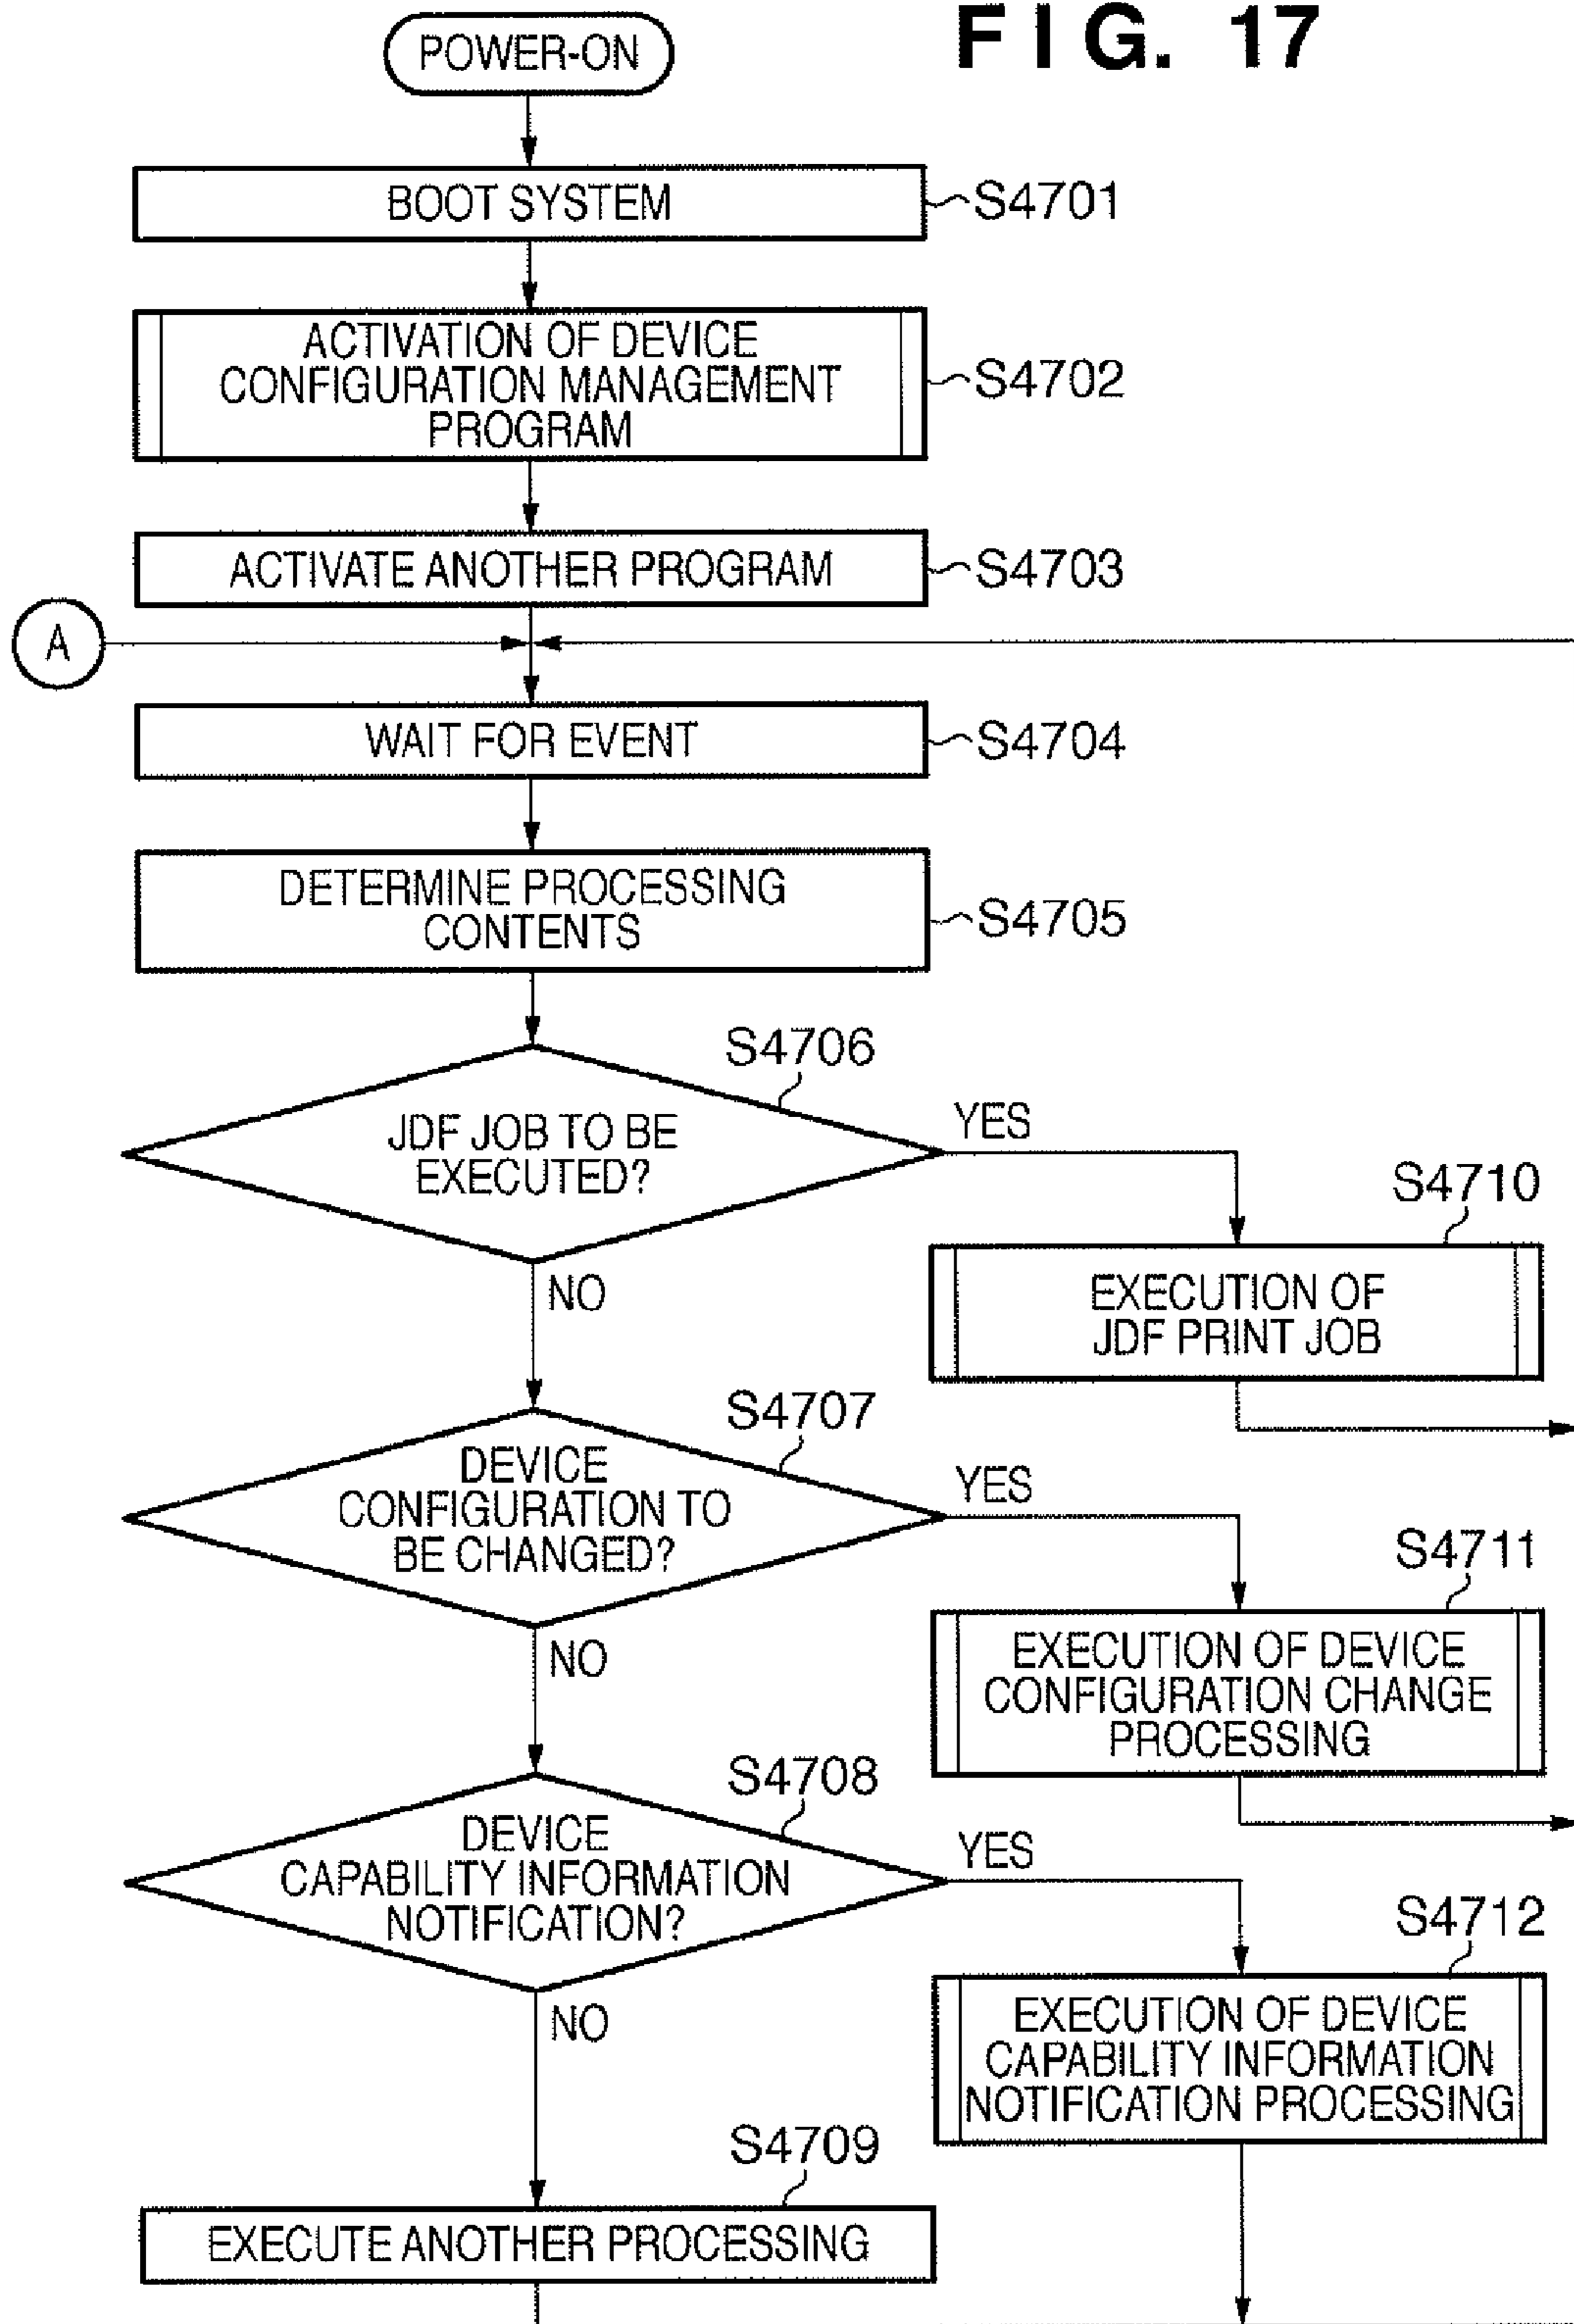 FIG. 17
POWER-ON
BOOT SYSTEM
S4701
ACTIVATION OF DEVICE
CONFIGURATION MANAGEMENT
PROGRAM
S4702
ACTIVATE ANOTHER PROGRAM
S4703
A
WAIT FOR EVENT
S4704
DETERMINE PROCESSING
CONTENTS
S4705
S4706
JDF JOB TO BE
EXECUTED?
YES
NO
S4710
EXECUTION OF
JDF PRINT JOB
S4707
DEVICE
CONFIGURATION TO
BE CHANGED?
YES
NO
S4711
EXECUTION OF DEVICE
CONFIGURATION CHANGE
PROCESSING
S4708
DEVICE
CAPABILITY INFORMATION
NOTIFICATION?
YES
NO
S4712
EXECUTION OF DEVICE
CAPABILITY INFORMATION
NOTIFICATION PROCESSING
S4709
EXECUTE ANOTHER PROCESSING